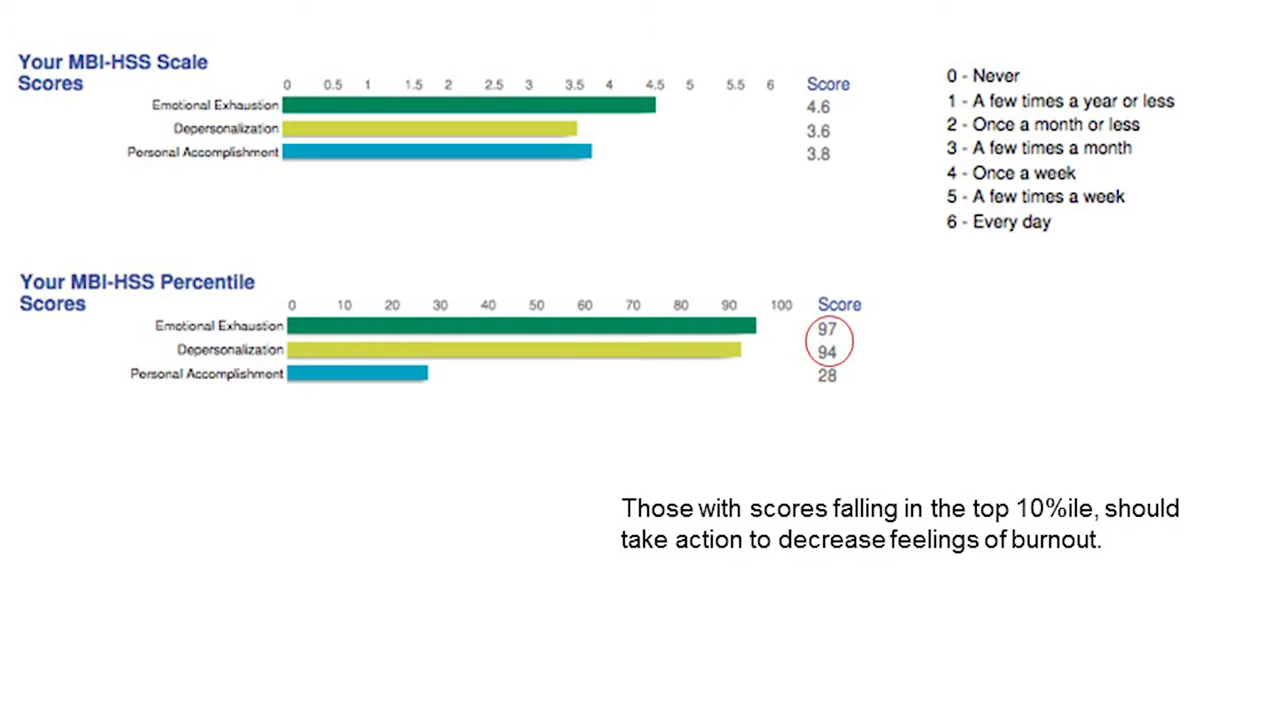 Your MBI-HSS Scale
Scores
0 0.5 1 1.5 2 2.5 3 3.5 4 4.5 5 5.5 6 Score
Emotional Exhaustion 4.6
Depersonalization 3.6
Personal Accomplishment 3.8
0 - Never
1 - A few times a year or less
2 - Once a month or less
3 - A few times a month
4 - Once a week
5 - A few times a week
6 - Every day
Your MBI-HSS Percentile
Scores
0 10 20 30 40 50 60 70 80 90 100 Score
Emotional Exhaustion 97
Depersonalization 94
Personal Accomplishment 28
Those with scores falling in the top 10%ile, should
take action to decrease feelings of burnout.